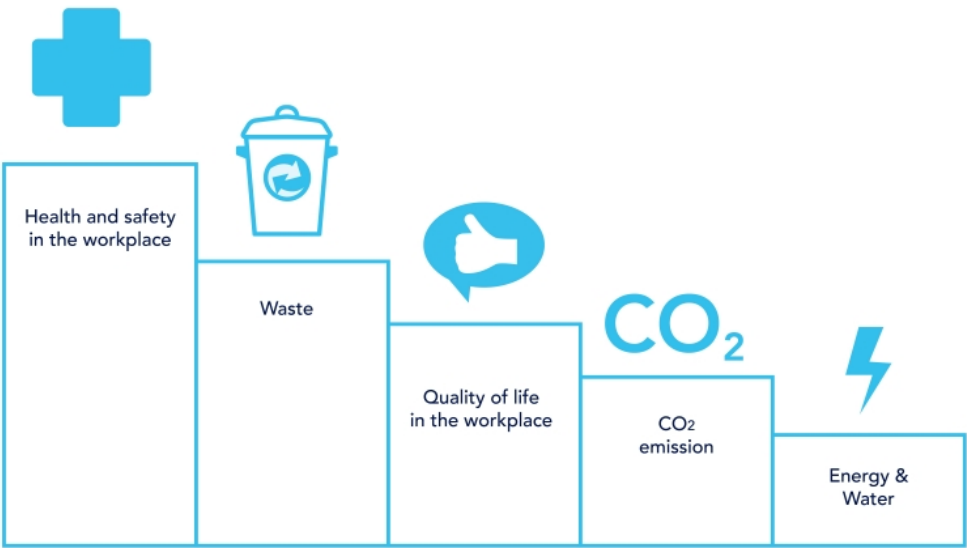 Health and safety
in the workplace
Waste
Quality of life
in the workplace
CO₂
CO2
emission
Energy &
Water